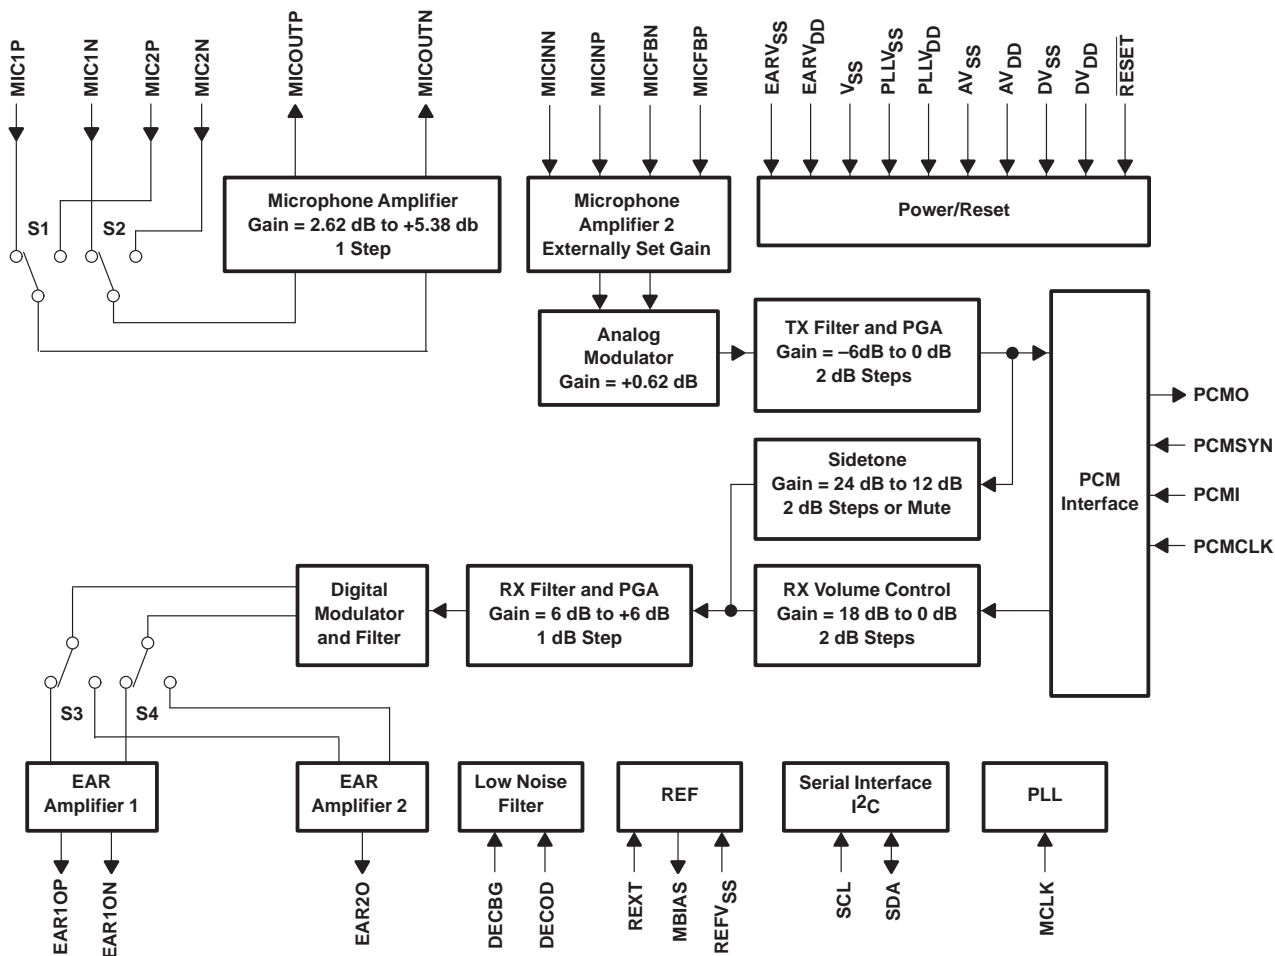 MIC1P
MIC1N
MIC2P
MIC2N
MICOUTP
MICOUTN
MICINN
MICINP
MICFBN
MICFBP
EARVSS
EARVDD
VSS
PLLVSS
PLLVDD
AVSS
AVDD
DVSS
DVDD
RESET
S1
S2
Microphone Amplifier
Gain = 2.62 dB to +5.38 db
1 Step
Microphone
Amplifier 2
Externally Set Gain
Power/Reset
Analog
Modulator
Gain = +0.62 dB
TX Filter and PGA
Gain = –6dB to 0 dB
2 dB Steps
PCM
Interface
PCMO
PCMSYN
PCMI
PCMCLK
Sidetone
Gain = 24 dB to 12 dB
2 dB Steps or Mute
Digital
Modulator
and Filter
RX Filter and PGA
Gain = 6 dB to +6 dB
1 dB Step
RX Volume Control
Gain = 18 dB to 0 dB
2 dB Steps
S3
S4
EAR
Amplifier 1
EAR
Amplifier 2
Low Noise
Filter
REF
Serial Interface
I2C
PLL
EAR1OP
EAR1ON
EAR2O
DECBG
DECOD
REXT
MBIAS
REFVSS
SCL
SDA
MCLK